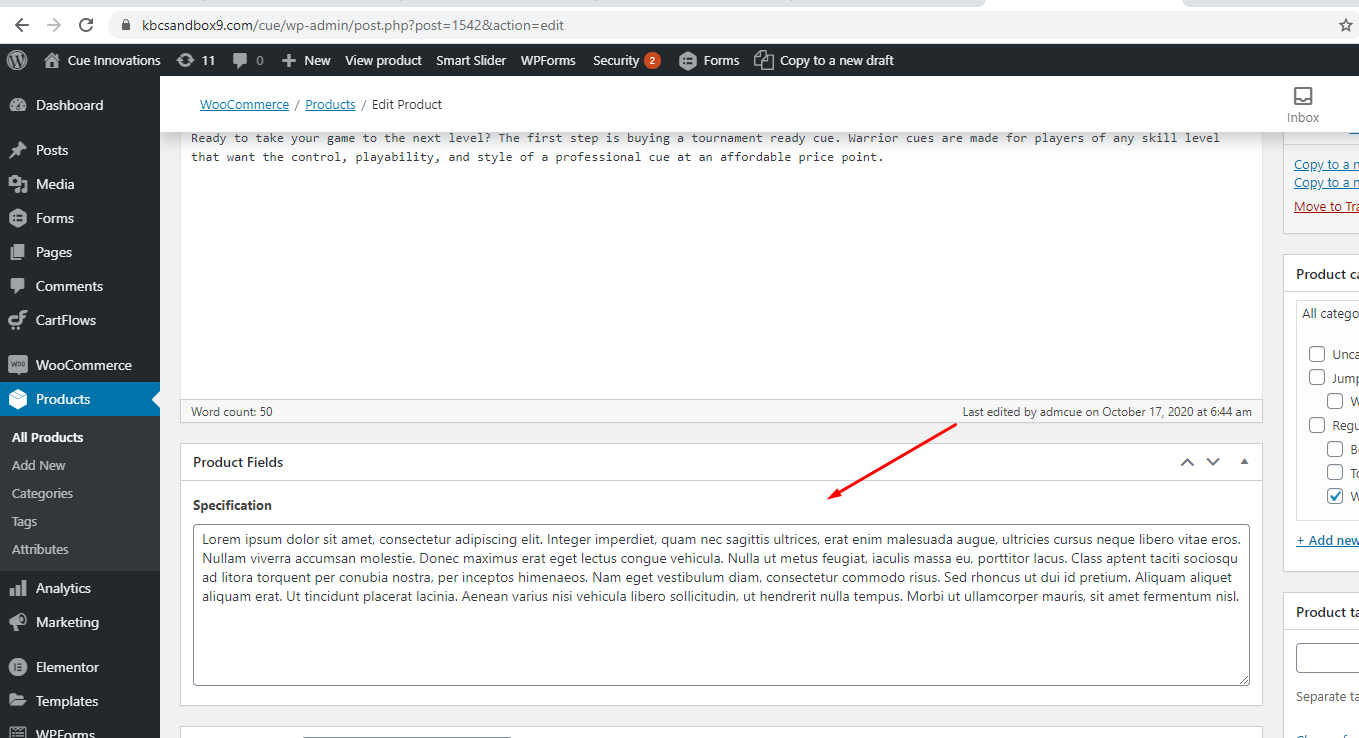 kbcsandbox9.com/cue/wp-admin/post.php?post=1542&action=edit
Cue Innovations 11 0 New View product Smart Slider WPForms Security 2 Forms Copy to a new draft
Dashboard
Posts
Media
Forms
Pages
Comments
CartFlows
WooCommerce
Products
All Products
Add New
Categories
Tags
Attributes
Analytics
Marketing
Elementor
Templates
WPForms
WooCommerce / Products / Edit Product
Inbox
Ready to take your game to the next level? The first step is buying a tournament ready cue. Warrior cues are made for players of any skill level
that want the control, playability, and style of a professional cue at an affordable price point.
Word count: 50
Last edited by admcue on October 17, 2020 at 6:44 am
Product Fields
Specification
Lorem ipsum dolor sit amet, consectetur adipiscing elit. Integer imperdiet, quam nec sagittis ultrices, erat enim malesuada augue, ultricies cursus neque libero vitae eros.
Nullam viverra accumsan molestie. Donec maximus erat eget lectus congue vehicula. Nulla ut metus feugiat, iaculis massa eu, porttitor lacus. Class aptent taciti sociosqu
ad litora torquent per conubia nostra, per inceptos himenaeos. Nam eget vestibulum diam, consectetur commodo risus. Sed rhoncus ut dui id pretium. Aliquam aliquet
aliquam erat. Ut tincidunt placerat lacinia. Aenean varius nisi vehicula libero sollicitudin, ut hendrerit nulla tempus. Morbi ut ullamcorper mauris, sit amet fermentum nisl.
Copy to a
Copy to a
Move to Tra
Product ca
All catego
Unca
Jump
W
Regu
W
+ Add new
Product ta
Separate ta